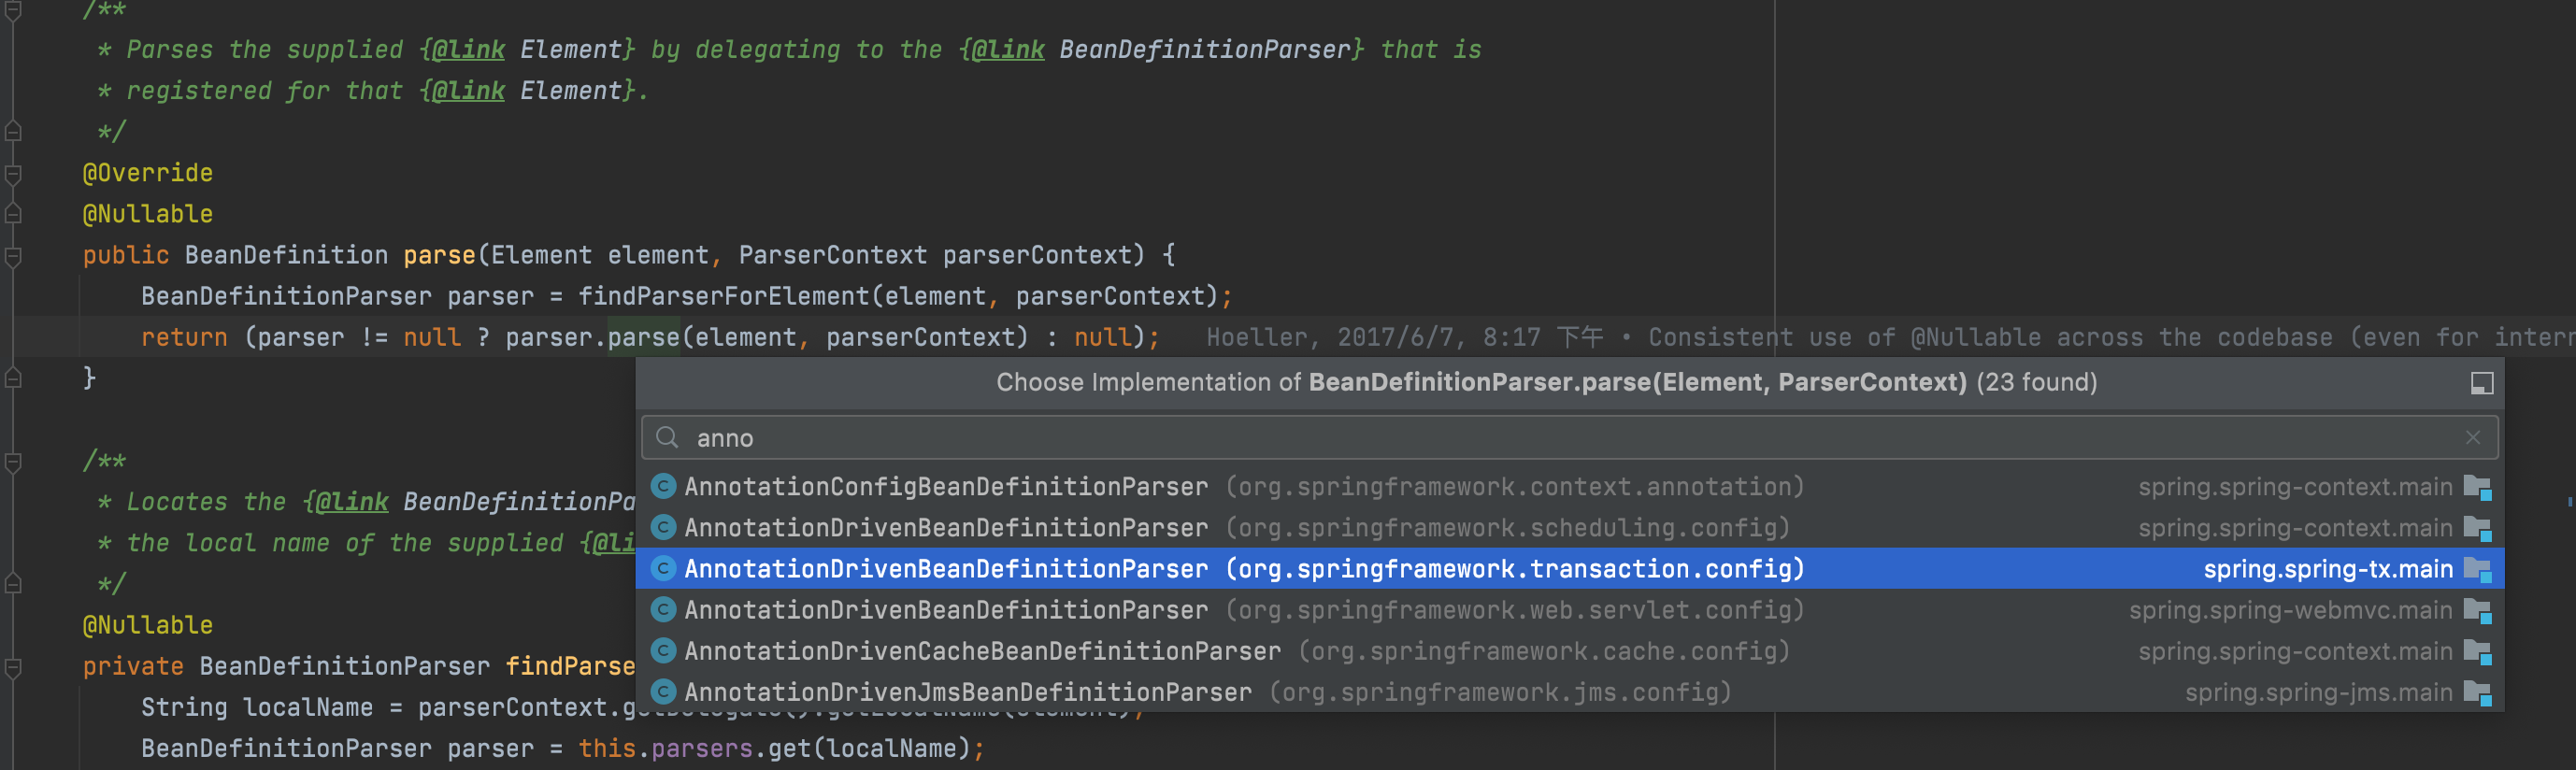 /**
* Parses the supplied {@link Element} by delegating to the {@link BeanDefinitionParser} that is
* registered for that {@link Element}.
*/
@Override
@Nullable
public BeanDefinition parse(Element element, ParserContext parserContext) {
BeanDefinitionParser parser = findParserForElement(element, parserContext);
return (parser != null ? parser.parse(element, parserContext) : null); Hoeller, 2017/6/7, 8:17 下午 • Consistent use of @Nullable across the codebase (even for intern
}
Choose Implementation of BeanDefinitionParser.parse(Element, ParserContext) (23 found)
anno
AnnotationConfigBeanDefinitionParser (org.springframework.context.annotation) spring.spring-context.main
AnnotationDrivenBeanDefinitionParser (org.springframework.scheduling.config) spring.spring-context.main
AnnotationDrivenBeanDefinitionParser (org.springframework.transaction.config) spring.spring-tx.main
AnnotationDrivenBeanDefinitionParser (org.springframework.web.servlet.config) spring.spring-webmvc.main
AnnotationDrivenCacheBeanDefinitionParser (org.springframework.cache.config) spring.spring-context.main
AnnotationDrivenJmsBeanDefinitionParser (org.springframework.jms.config) spring.spring-jms.main
/**
* Locates the {@link BeanDefinitionPa
* the local name of the supplied {@li
*/
@Nullable
private BeanDefinitionParser findParse
String localName = parserContext.getDelegate().getLocalName(element);
BeanDefinitionParser parser = this.parsers.get(localName);